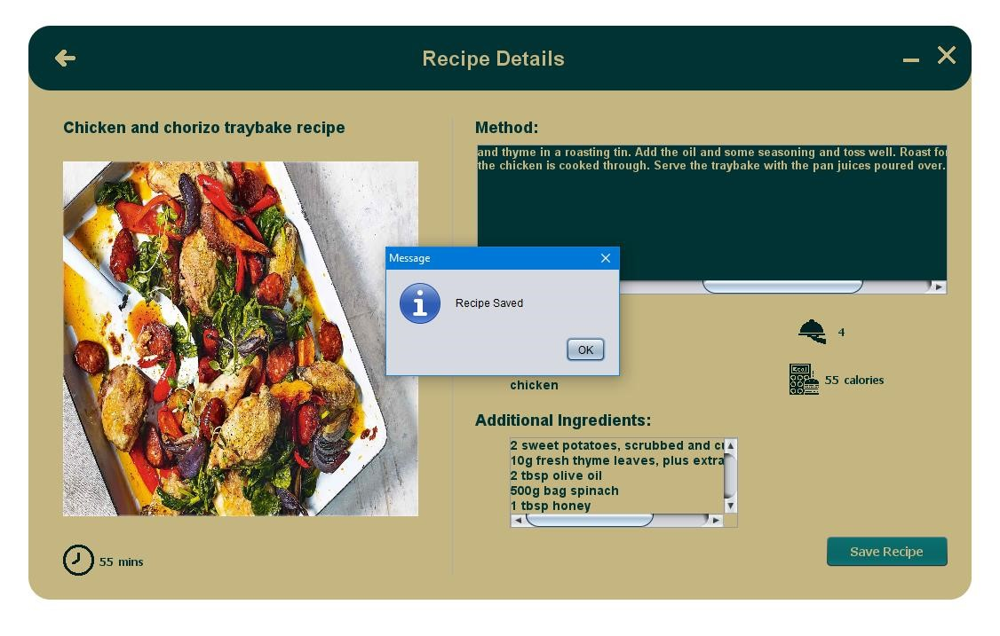 Recipe Details
Chicken and chorizo traybake recipe
Method:
and thyme in a roasting tin. Add the oil and some seasoning and toss well. Roast for
the chicken is cooked through. Serve the traybake with the pan juices poured over.
Message
Recipe Saved
OK
4
Kcal
55 calories
chicken
Additional Ingredients:
2 sweet potatoes, scrubbed and
10g fresh thyme leaves, plus extra
2 tbsp olive oil
500g bag spinach
1 tbsp honey
55 mins
Save Recipe